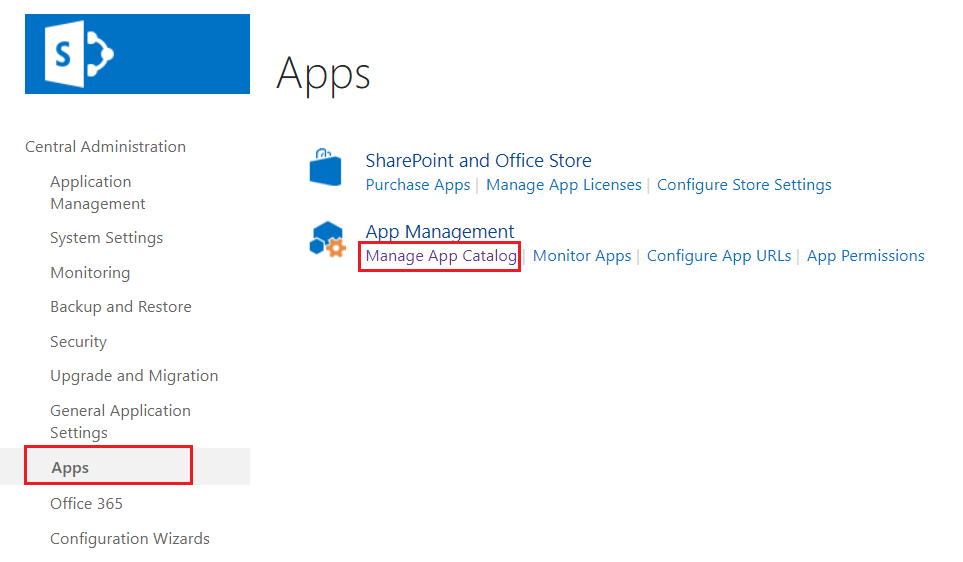 S
Apps
Central Administration
Application
Management
System Settings
Monitoring
Backup and Restore
Security
Upgrade and Migration
General Application
Settings
Apps
Office 365
Configuration Wizards
SharePoint and Office Store
Purchase Apps | Manage App Licenses | Configure Store Settings
App Management
Manage App Catalog | Monitor Apps | Configure App URLs | App Permissions